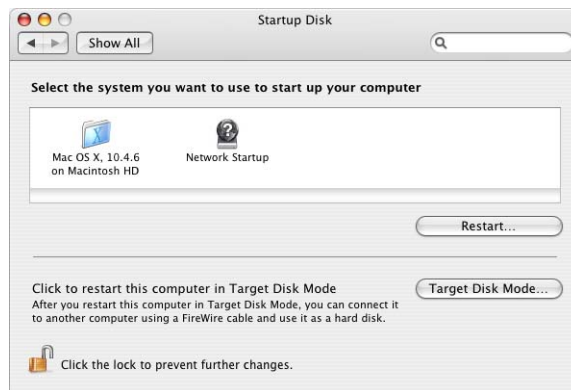 Startup Disk
Show All
Select the system you want to use to start up your computer
Mac OS X, 10.4.6
on Macintosh HD
Network Startup
Restart...
Click to restart this computer in Target Disk Mode
After you restart this computer in Target Disk Mode, you can connect it
to another computer using a FireWire cable and use it as a hard disk.
Target Disk Mode...
Click the lock to prevent further changes.